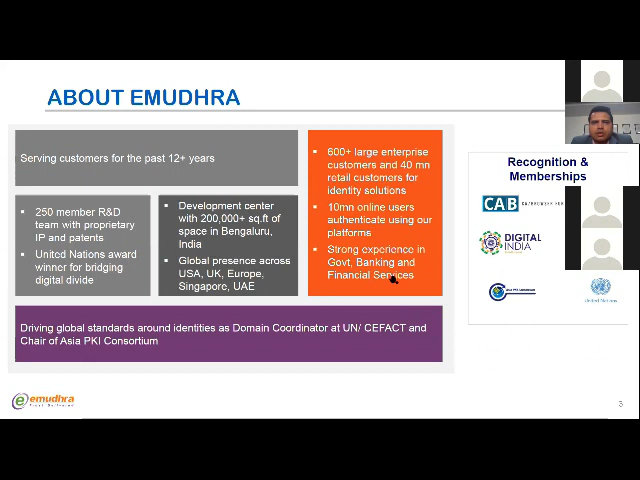 ABOUT EMUDHRA
Serving customers for the past 12+ years
250 member R&D
team with proprietary
IP and patents
United Nations award
winner for bridging
digital divide
Development center
with 200,000+ sq.ft of
space in Bengaluru,
India
Global presence across
USA, UK, Europe,
Singapore, UAE
600+ large enterprise
customers and 40 mn
retail customers for
identity solutions
10mn online users
authenticate using our
platforms
Strong experience in
Govt, Banking and
Financial Services
Driving global standards around identities as Domain Coordinator at UN/ CEFACT and
Chair of Asia PKI Consortium
Recognition &
Memberships
CAB CA/BROWSER FOR
DIGITAL
INDIA
United Nations
emudhra
3